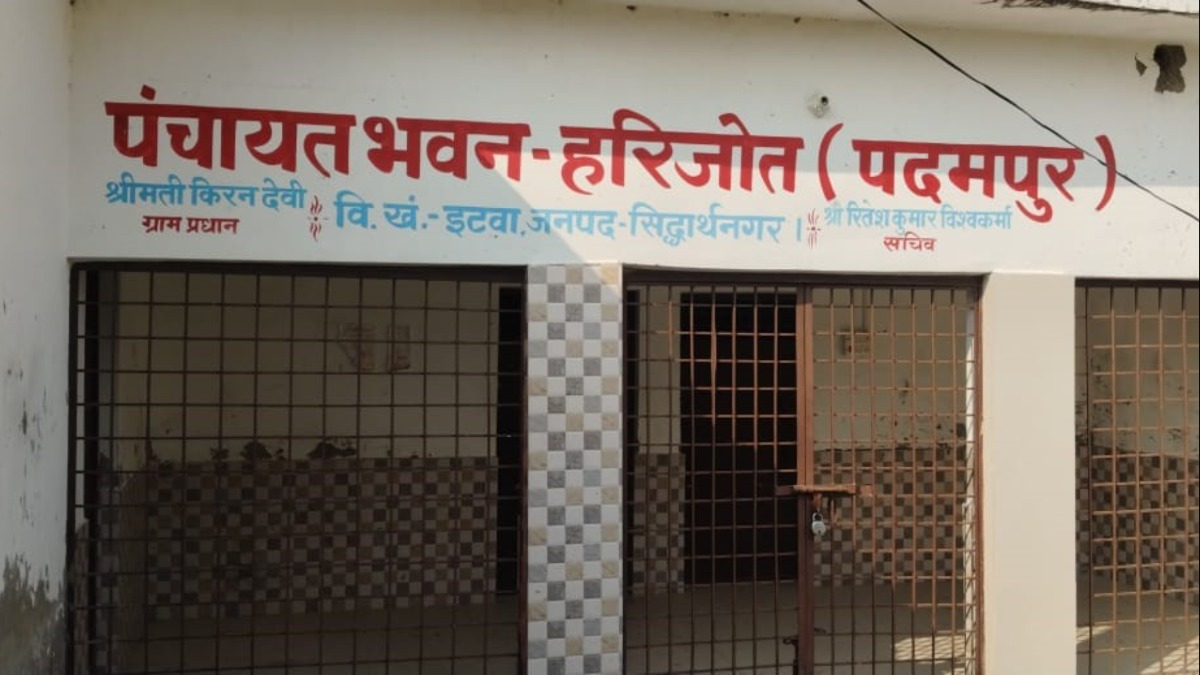 पंचायत भवन - हरिजोत ( पदमपुर )
श्रीमती किरन देवी
ग्राम प्रधान
वि. खं.- इटवा, जनपद - सिद्धार्थनगर ।
श्री रितेश कुमार विश्वकर्मा
सचिव